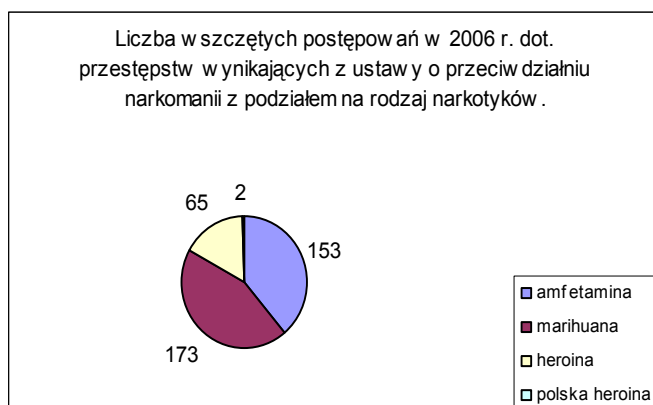 Liczba wszczętych postępowań w 2006 r. dot.
przestępstw wynikających z ustawy o przeciwdziałniu
narkomanii z podziałem na rodzaj narkotyków.
2
65
153
173
amfetamina
marihuana
heroina
polska heroina